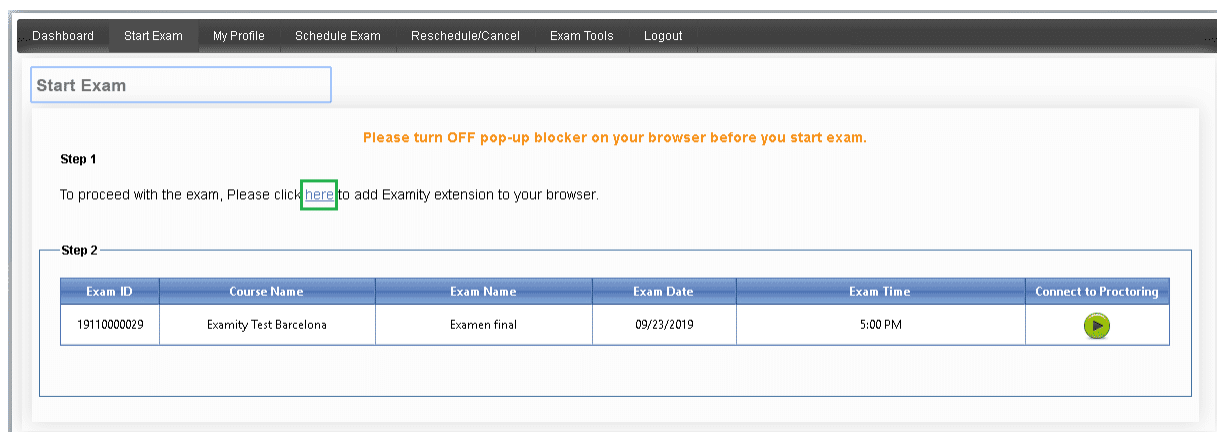 Dashboard Start Exam My Profile Schedule Exam Reschedule/Cancel Exam Tools Logout
Start Exam
Please turn OFF pop-up blocker on your browser before you start exam.
Step 1
To proceed with the exam, Please click here to add Examity extension to your browser.
Step 2
Exam ID Course Name Exam Name Exam Date Exam Time Connect to Proctoring
19110000029 Examity Test Barcelona Examen final 09/23/2019 5:00 PM